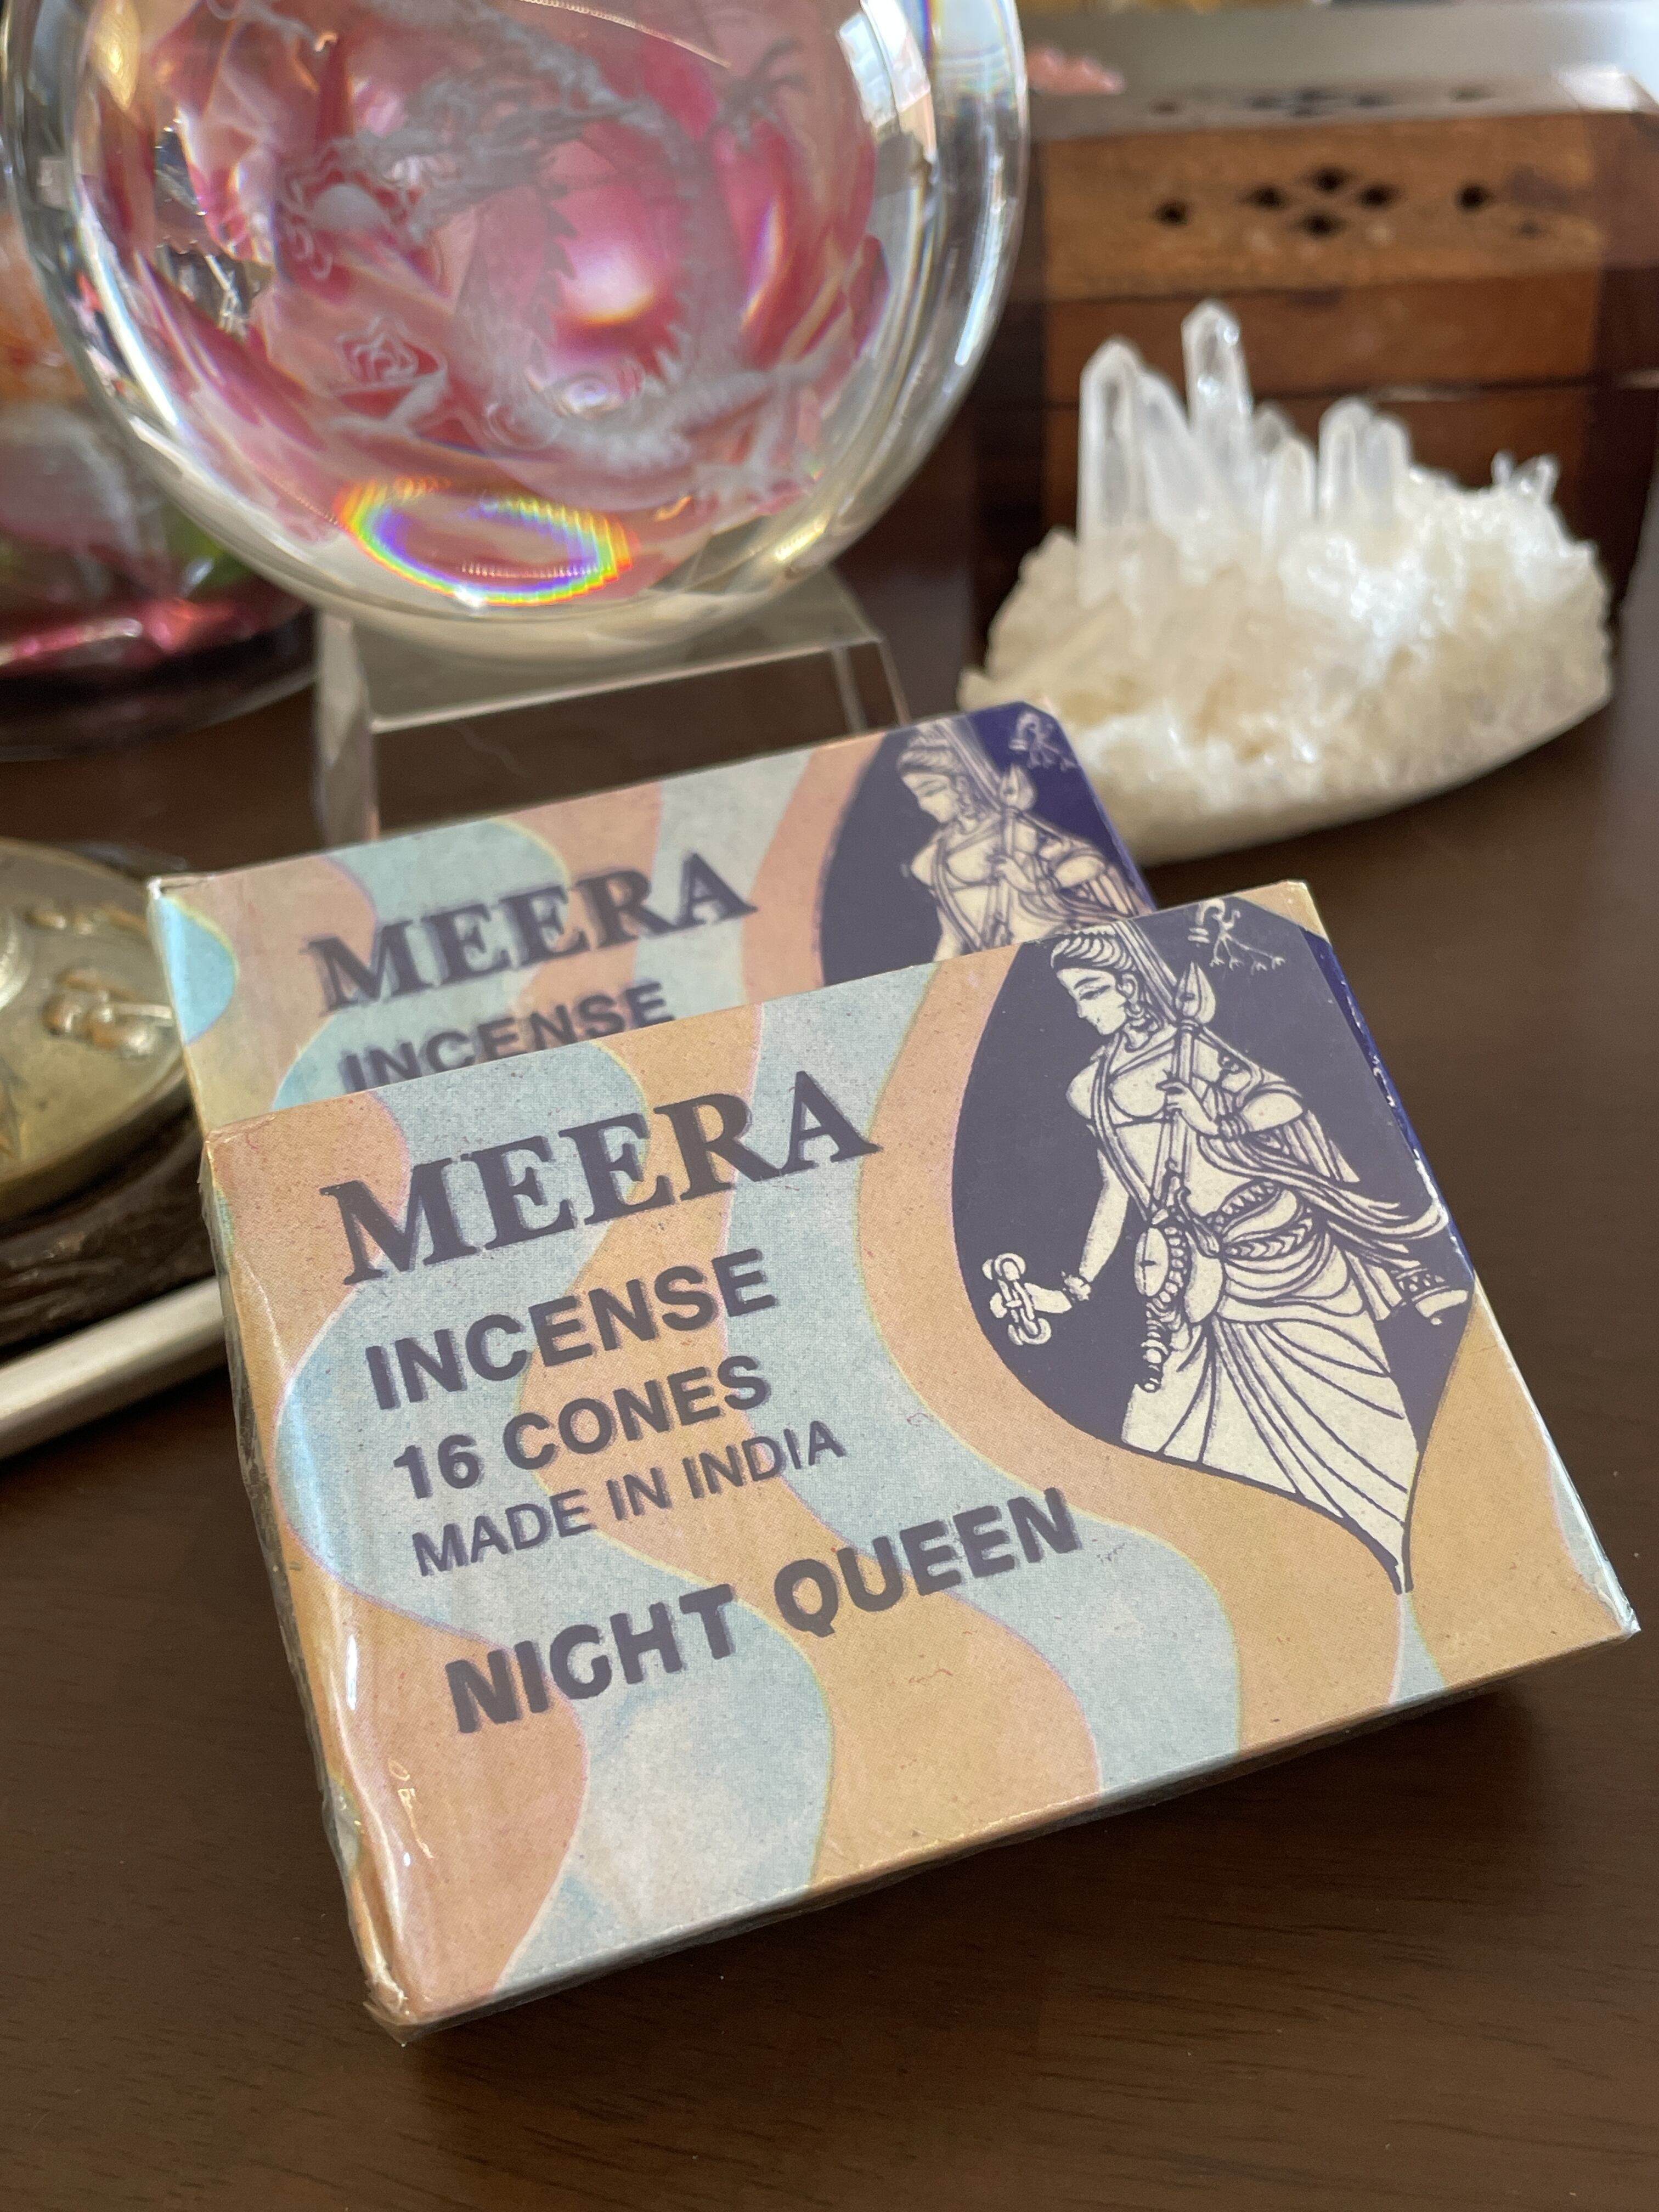 MEERA
INCENSE
MEERA
INCENSE
16 CONES
MADE IN INDIA
NIGHT QUEEN